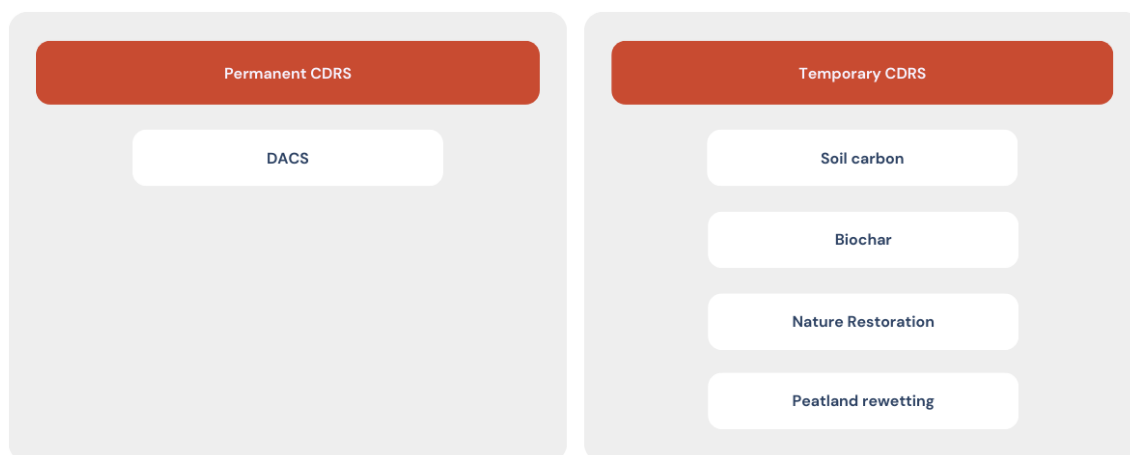 Permanent CDRS
DACS
Temporary CDRS
Soil carbon
Biochar
Nature Restoration
Peatland rewetting